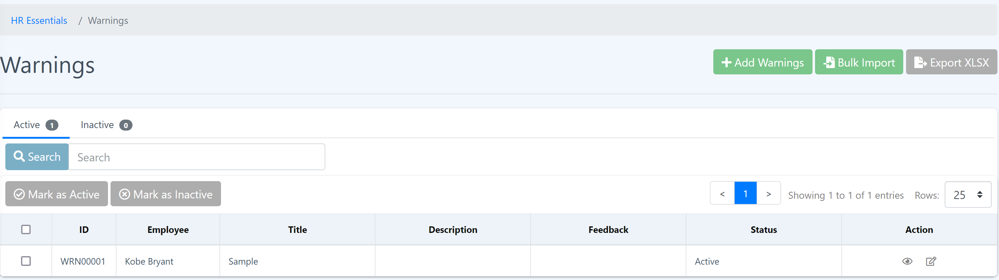 HR Essentials / Warnings
Warnings
Add Warnings
Bulk Import
Export XLSX
Active 1 Inactive 0
Search Search
Mark as Active Mark as Inactive < 1 > Showing 1 to 1 of 1 entries Rows: 25
ID Employee Title Description Feedback Status Action
WRN00001 Kobe Bryant Sample Active